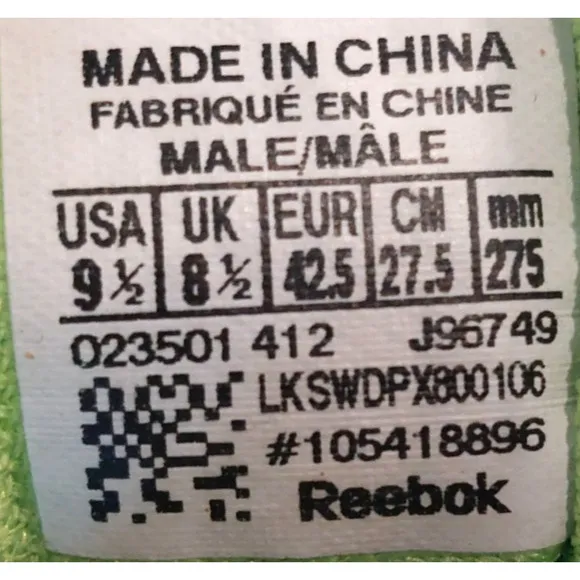 MADE IN CHINA
FABRIQUÉ EN CHINE
MALE/MÂLE
USA UK EUR CM mm
9 ½ 8 ½ 42.5 27.5 275
023501 412 J96749
LKSWDPX800106
#105418896
Reebok